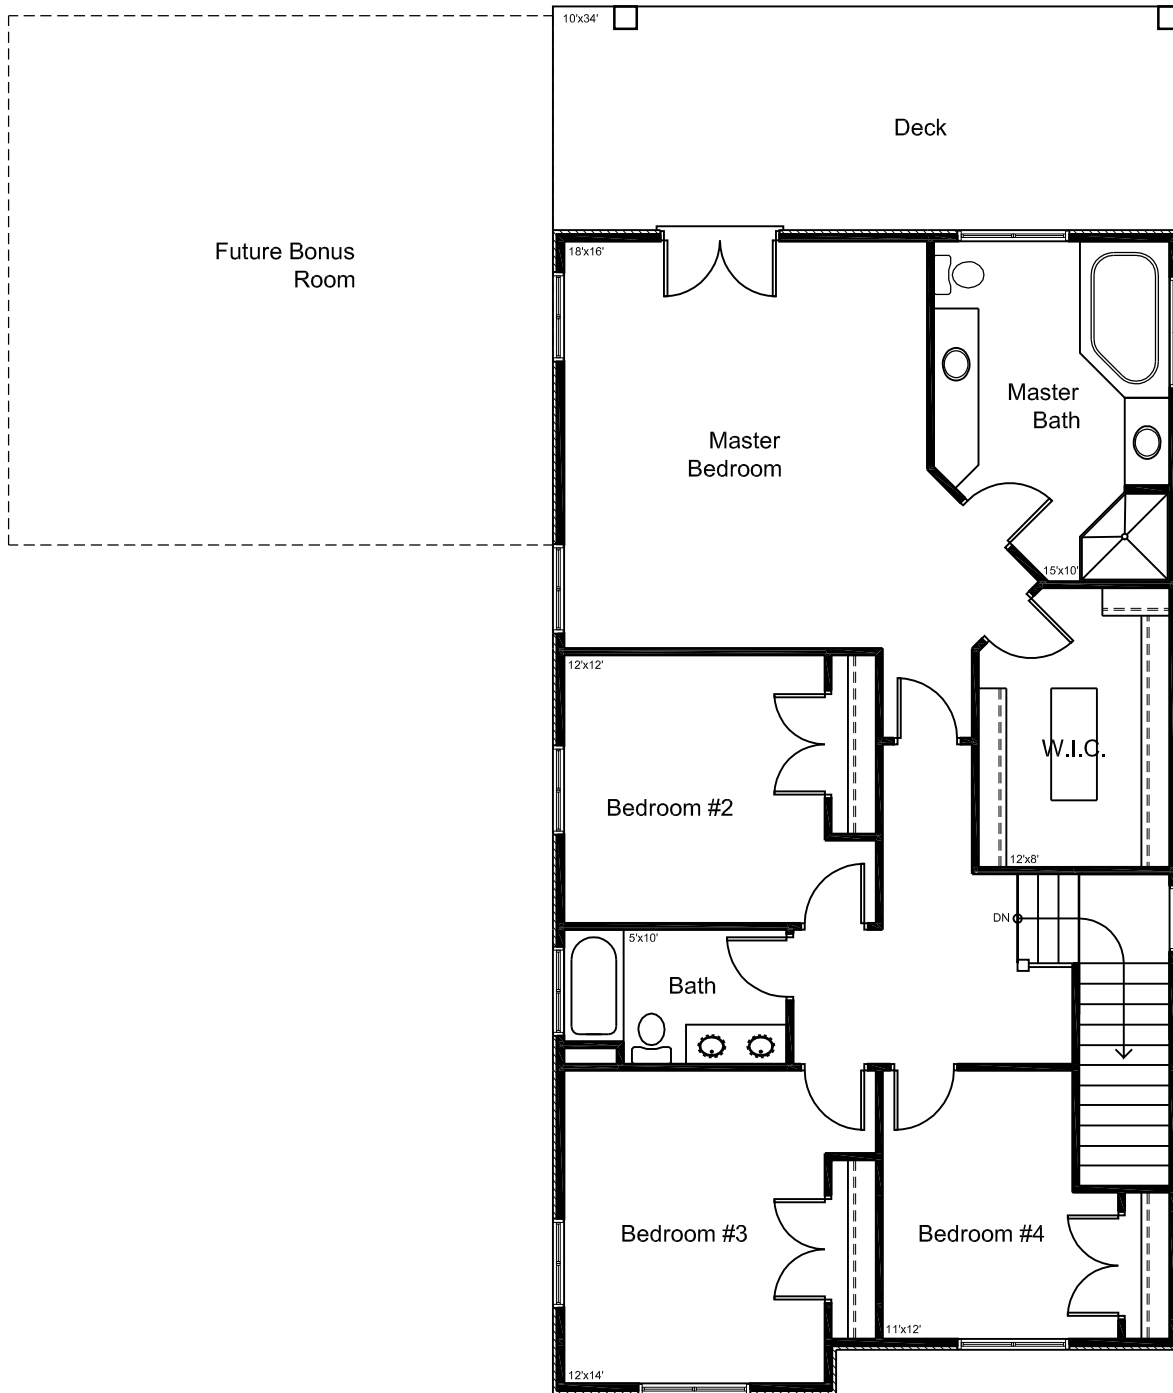 10'x34'
Deck
Future Bonus
Room
18'x16'
Master
Bath
Master
Bedroom
15'x10'
12'x12'
W.I.C.
Bedroom #2
12'x8'
DN
5'x10'
Bath
Bedroom #3
Bedroom #4
11'x12'
12'x14'